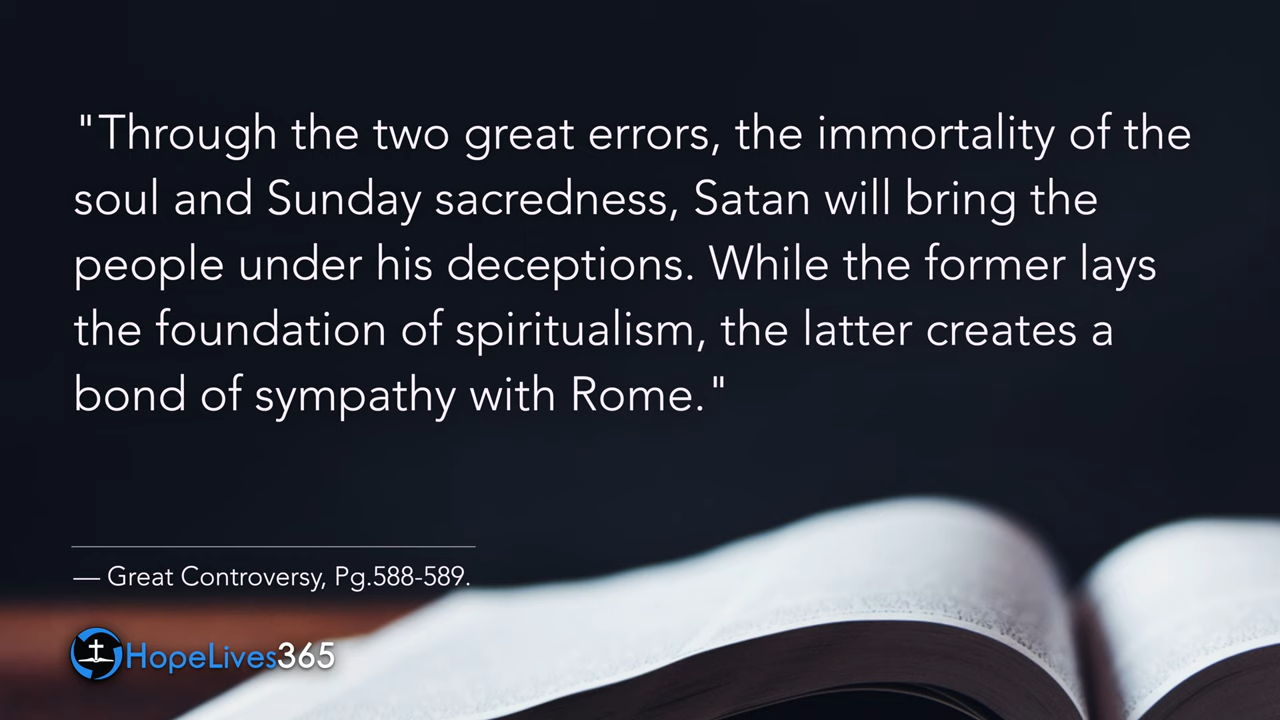 "Through the two great errors, the immortality of the
soul and Sunday sacredness, Satan will bring the
people under his deceptions. While the former lays
the foundation of spiritualism, the latter creates a
bond of sympathy with Rome."
— Great Controversy, Pg.588-589.
HopeLives365